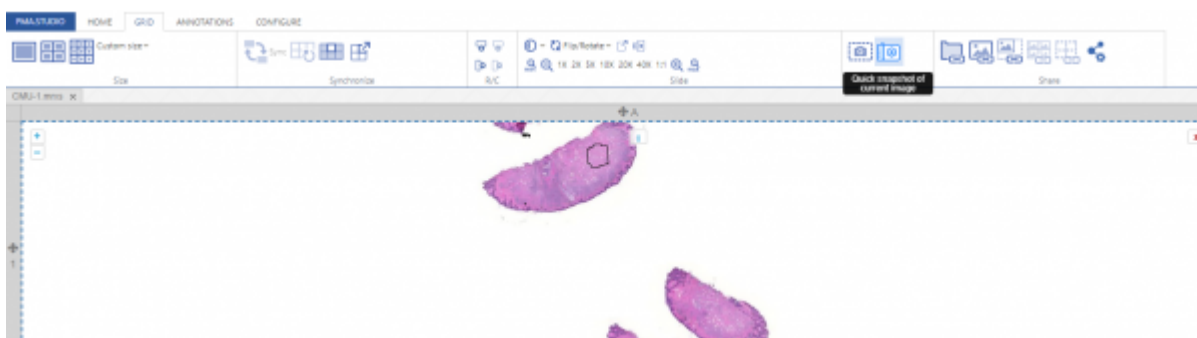 PMA.STUDIO HOME GRID ANNOTATIONS CONFIGURE
Custom size
Sync
Flip/Rotate
1X 2X 5X 10X 20X 40X 1:1
Size Synchronize R/C Slide Share
Quick snapshot of
current image
CMU-1.mrxs x
A
1